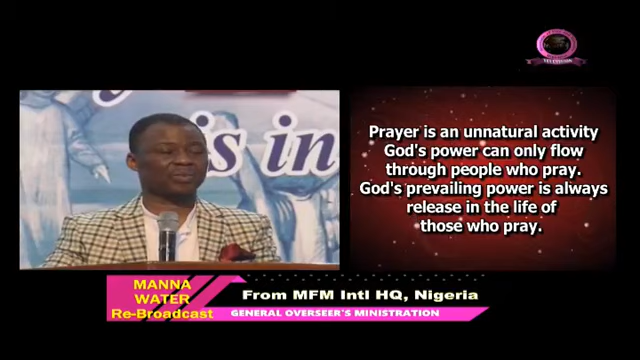 is in
Prayer is an unnatural activity
God's power can only flow
through people who pray.
God's prevailing power is always
release in the life of
those who pray.
MANNA
WATER
Re-Broadcast
From MFM Intl HQ, Nigeria
GENERAL OVERSEER'S MINISTRATION